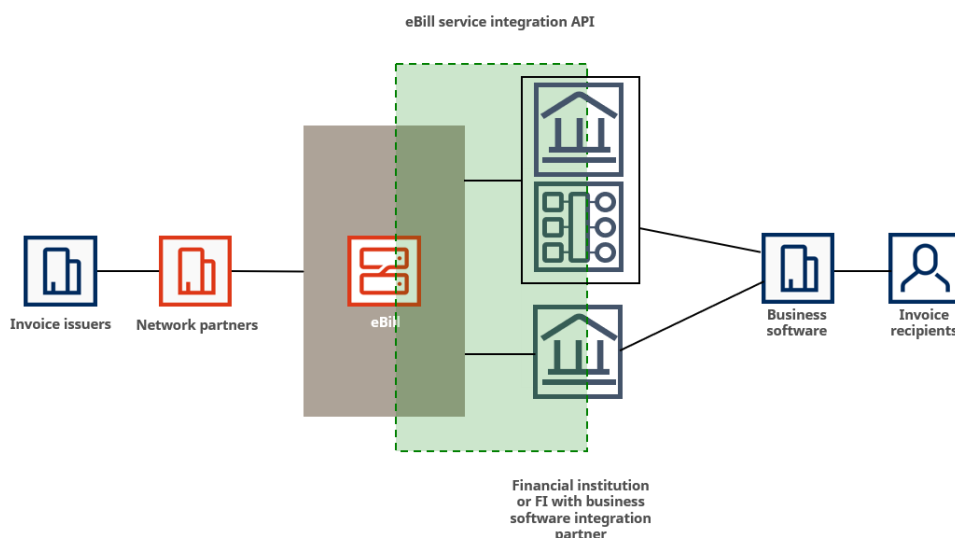 eBill service integration API
eBill
Invoice issuers
Network partners
Business
software
Invoice
recipients
Financial institution
or FI with business
software integration
partner